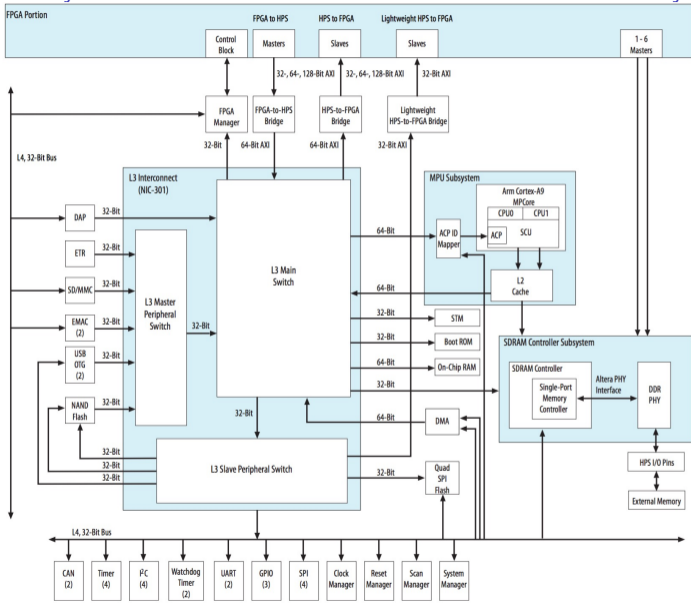 FPGA Portion
FPGA to HPS
HPS to FPGA
Lightweight HPS to FPGA
Control
Block
Masters
Slaves
Slaves
1 - 6
Masters
32-, 64-, 128-Bit AXI
32-, 64-, 128-Bit AXI
32-Bit AXI
FPGA
Manager
FPGA-to-HPS
Bridge
HPS-to-FPGA
Bridge
Lightweight
HPS-to-FPGA Bridge
32-Bit
64-Bit AXI
64-Bit AXI
32-Bit AXI
L4, 32-Bit Bus
L3 Interconnect
(NIC-301)
MPU Subsystem
Arm Cortex-A9
MPCore
CPU0
CPU1
ACP
SCU
ACP ID
Mapper
L2
Cache
DAP
32-Bit
ETR
32-Bit
SD/MMC
32-Bit
EMAC
(2)
32-Bit
USB
OTG
(2)
32-Bit
NAND
Flash
32-Bit
L3 Master
Peripheral
Switch
32-Bit
L3 Main
Switch
64-Bit
64-Bit
32-Bit
STM
32-Bit
Boot ROM
64-Bit
On-Chip RAM
32-Bit
64-Bit
DMA
SDRAM Controller Subsystem
SDRAM Controller
Single-Port
Memory
Controller
Altera PHY
Interface
DDR
PHY
HPS I/O Pins
External Memory
32-Bit
32-Bit
32-Bit
32-Bit
L3 Slave Peripheral Switch
32-Bit
Quad
SPI
Flash
L4, 32-Bit Bus
CAN
(2)
Timer
(4)
I²C
(4)
Watchdog
Timer
(2)
UART
(2)
GPIO
(3)
SPI
(4)
Clock
Manager
Reset
Manager
Scan
Manager
System
Manager